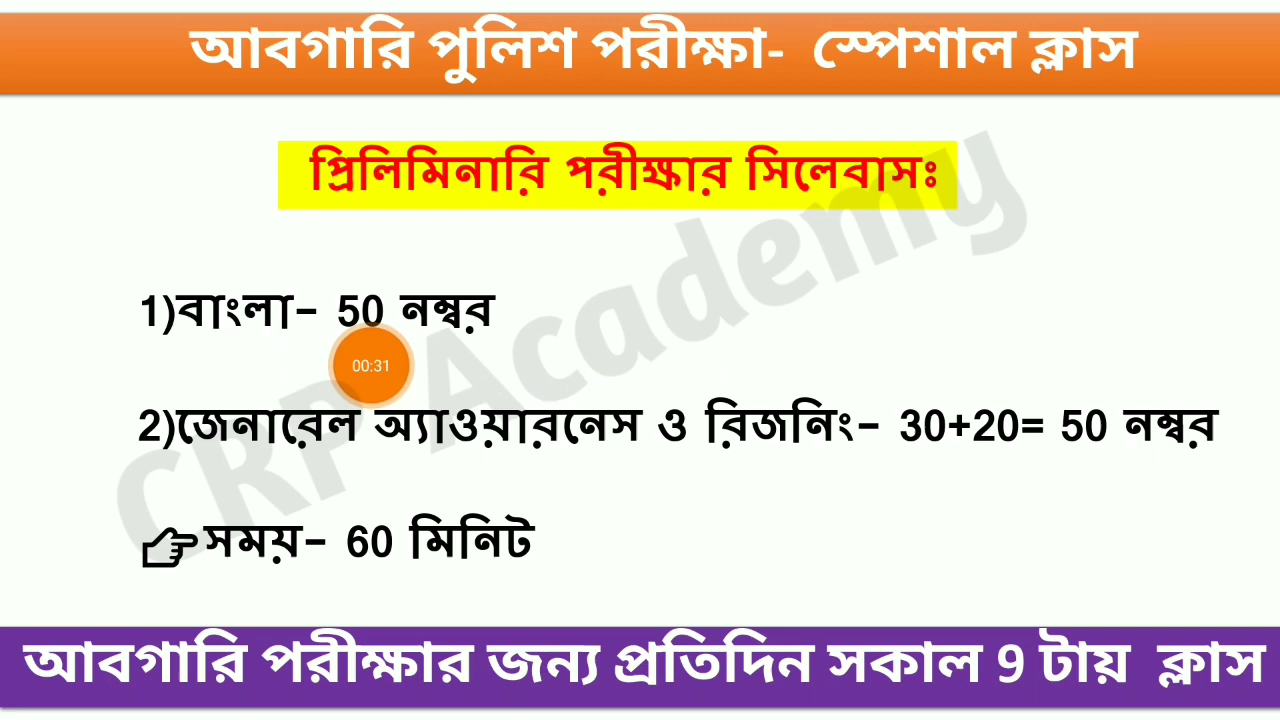 আবগারি পুলিশ পরীক্ষা- স্পেশাল ক্লাস
প্রিলিমিনারি পরীক্ষার সিলেবাসঃ
1)বাংলা- 50 নম্বর
00:31
2)জেনারেল অ্যাওয়ারনেস ও রিজনিং- 30+20= 50 নম্বর
👉সময়- 60 মিনিট
CRP Academy
আবগারি পরীক্ষার জন্য প্রতিদিন সকাল 9 টায় ক্লাস